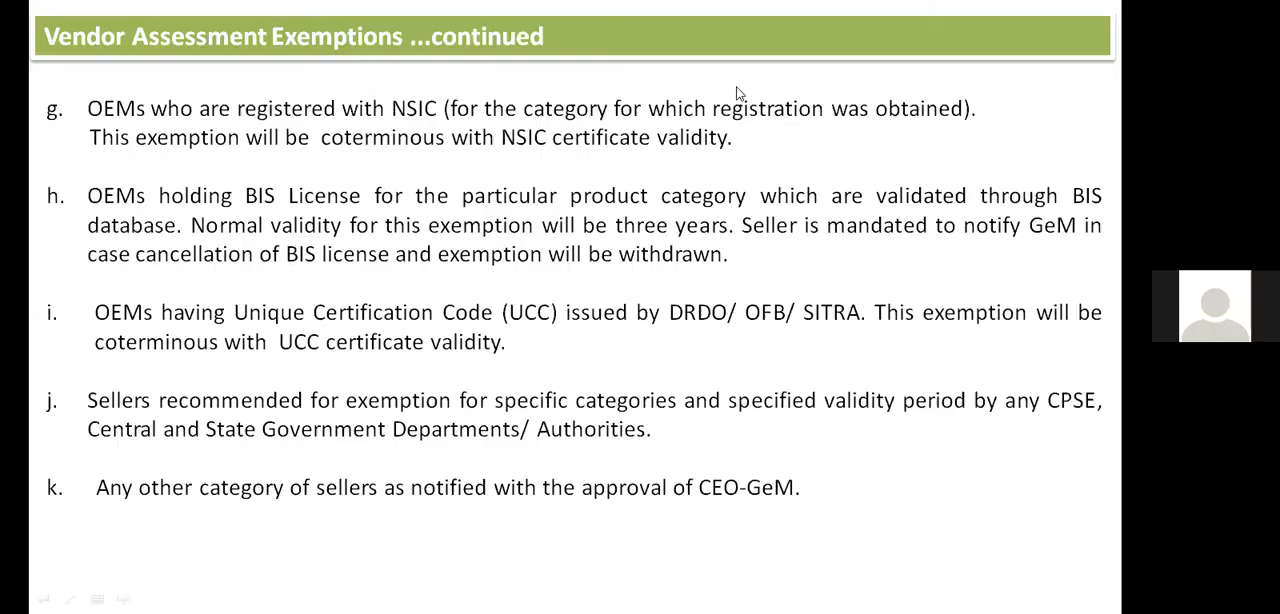 Vendor Assessment Exemptions ...continued
g. OEMs who are registered with NSIC (for the category for which registration was obtained).
This exemption will be coterminous with NSIC certificate validity.
h. OEMs holding BIS License for the particular product category which are validated through BIS
database. Normal validity for this exemption will be three years. Seller is mandated to notify GeM in
case cancellation of BIS license and exemption will be withdrawn.
i. OEMs having Unique Certification Code (UCC) issued by DRDO/ OFB/ SITRA. This exemption will be
coterminous with UCC certificate validity.
j. Sellers recommended for exemption for specific categories and specified validity period by any CPSE,
Central and State Government Departments/ Authorities.
k. Any other category of sellers as notified with the approval of CEO-GeM.